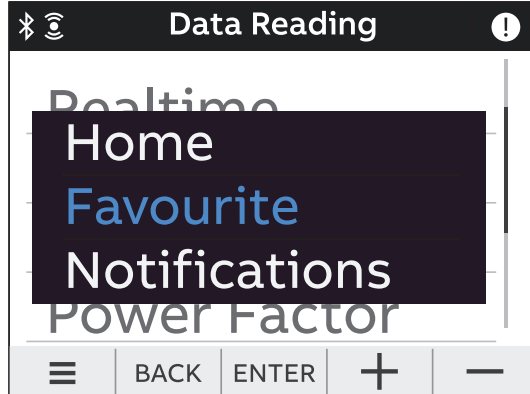 Data Reading
Realtime
Home
Favourite
Notifications
Power Factor
BACK ENTER